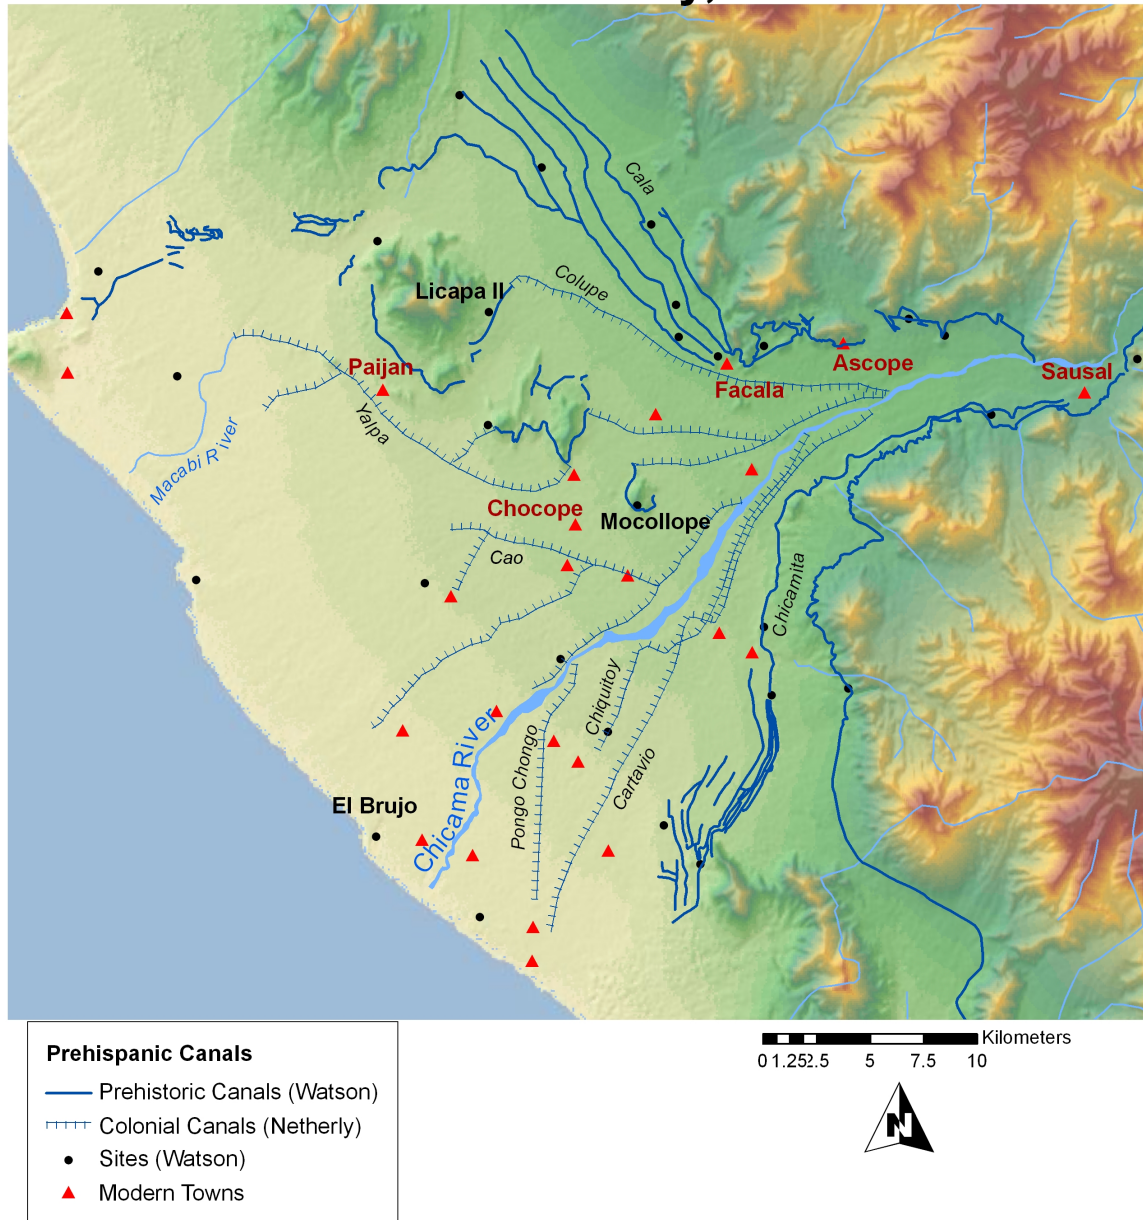 Cala
Colupe
Licapa II
Paijan
Ascope
Sausal
Facala
Yalpa
Macabi River
Chocope
Mocollope
Cao
Chicamita
Chiquitoy
Chicama River
Pongo Chongo
Cartavio
El Brujo
Prehispanic Canals
Prehistoric Canals (Watson)
Colonial Canals (Netherly)
Sites (Watson)
Modern Towns
Kilometers
0 1.25 2.5 5 7.5 10
N